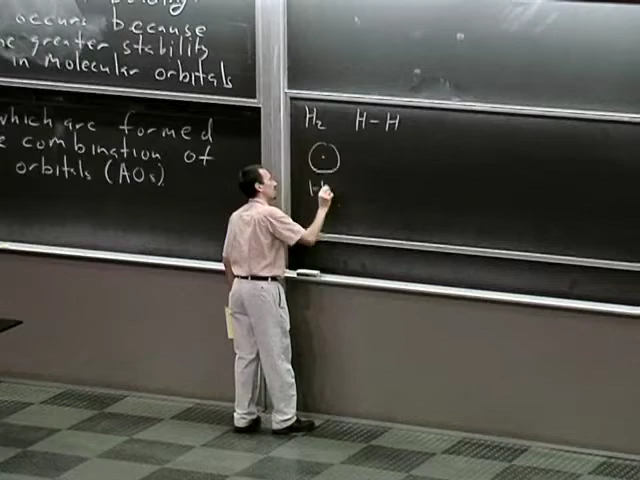 occurs because
greater stability
in molecular orbitals
which are formed
combination of
orbitals (AOs).
H₂ H-H